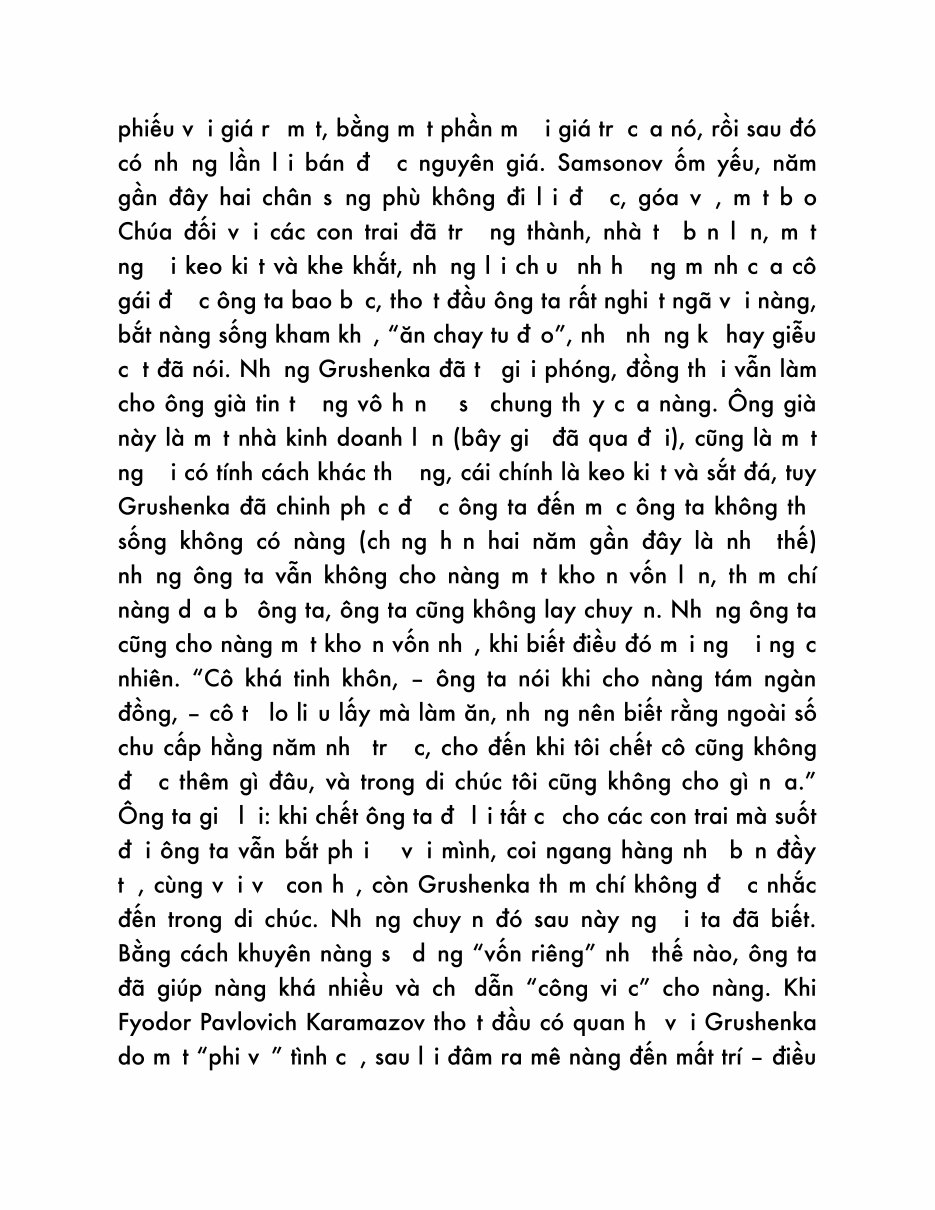 phiếu v i giá r m t, bằng m t phần m i giá tr c a nó, rồi sau đó
có nh ng lần l i bán đ c nguyên giá. Samsonov ốm yếu, năm
gần đây hai chân s ng phù không đi l i đ c, góa v , m t b o
Chúa đối v i các con trai đã tr ng thành, nhà t b n l n, m t
ng i keo ki t và khe khắt, nh ng l i ch u nh h ng m nh c a cô
gái đ c ông ta bao b c, tho t đầu ông ta rất nghi t ngã v i nàng,
bắt nàng sống kham kh , “ăn chay tu đ o”, nh nh ng k hay giễu
c t đã nói. Nh ng Grushenka đã t gi i phóng, đồng th i vẫn làm
cho ông già tin t ng vô h n s chung th y c a nàng. Ông già
này là m t nhà kinh doanh l n (bây gi đã qua đ i), cũng là m t
ng i có tính cách khác th ng, cái chính là keo ki t và sắt đá, tuy
Grushenka đã chinh ph c đ c ông ta đến m c ông ta không th
sống không có nàng (ch ng h n hai năm gần đây là nh thế)
nh ng ông ta vẫn không cho nàng m t kho n vốn l n, th m chí
nàng d a b ông ta, ông ta cũng không lay chuy n. Nh ng ông ta
cũng cho nàng m t kho n vốn nh , khi biết điều đó m i ng i ng c
nhiên. “Cô khá tinh khôn, – ông ta nói khi cho nàng tám ngàn
đồng, – cô t lo li u lấy mà làm ăn, nh ng nên biết rằng ngoài số
chu cấp hằng năm nh tr c, cho đến khi tôi chết cô cũng không
đ c thêm gì đâu, và trong di chúc tôi cũng không cho gì n a.”
Ông ta gi l i: khi chết ông ta đ l i tất c cho các con trai mà suốt
đ i ông ta vẫn bắt ph i v i mình, coi ngang hàng nh b n đầy
t , cùng v i v con h , còn Grushenka th m chí không đ c nhắc
đến trong di chúc. Nh ng chuy n đó sau này ng i ta đã biết.
Bằng cách khuyên nàng s d ng “vốn riêng” nh thế nào, ông ta
đã giúp nàng khá nhiều và ch dẫn “công vi c” cho nàng. Khi
Fyodor Pavlovich Karamazov tho t đầu có quan h v i Grushenka
do m t “phi v ” tình c , sau l i đâm ra mê nàng đến mất trí – điều